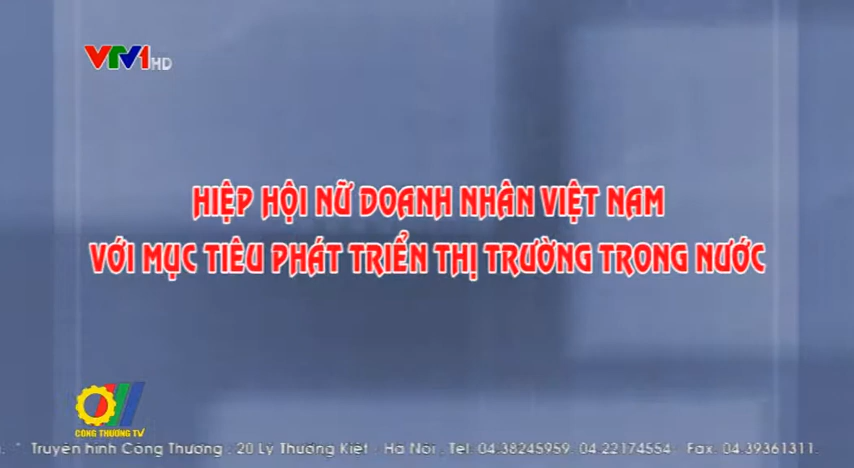 VTV1 HD
HIỆP HỘI NỮ DOANH NHÂN VIỆT NAM
VỚI MỤC TIÊU PHÁT TRIỂN THỊ TRƯỜNG TRONG NƯỚC
CÔNG THƯƠNG TV
" Truyền hình Công Thương : 20 Lý Thường Kiệt - Hà Nội . Tel: 04.38245959. 04.22174554 - Fax: 04.39361311.